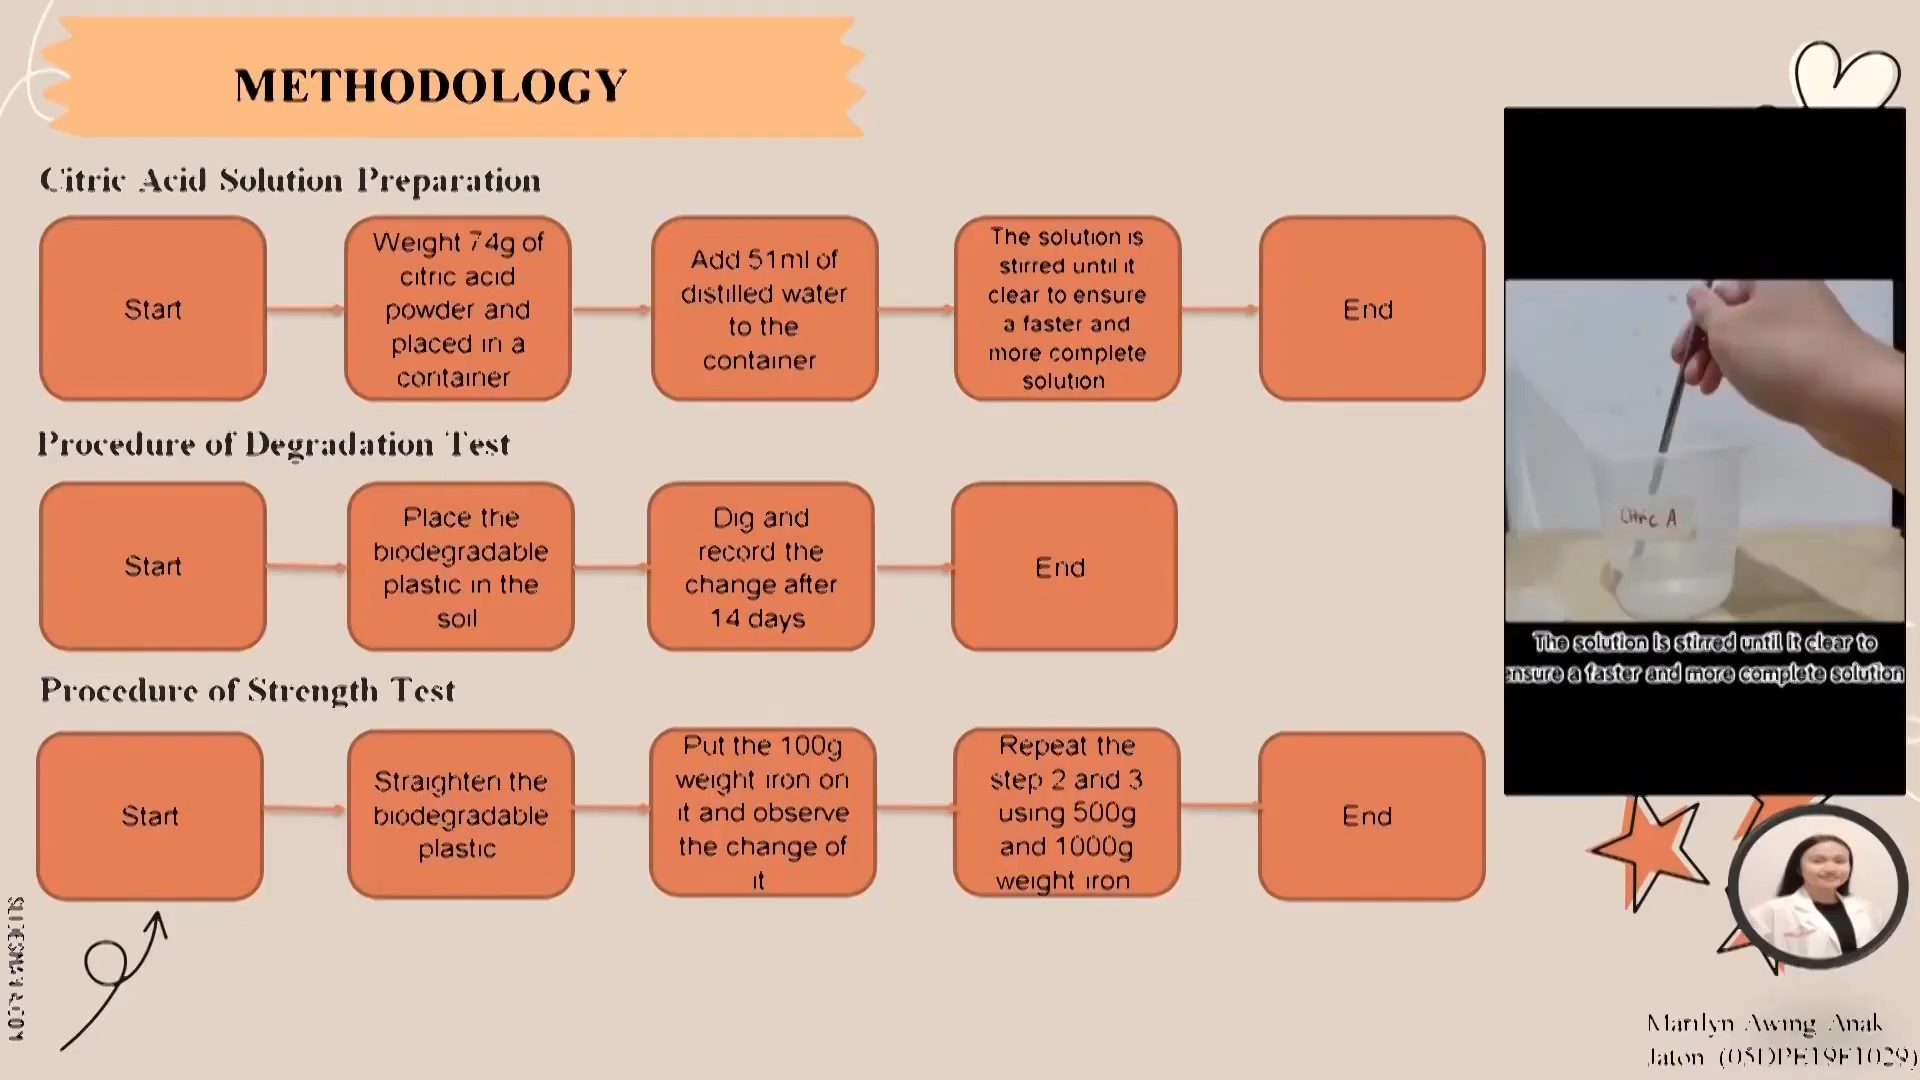 METHODOLOGY
Citric Acid Solution Preparation
Start
Weight 74g of
citric acid
powder and
placed in a
container
Add 51ml of
distilled water
to the
container
The solution is
stirred until it
clear to ensure
a faster and
more complete
solution
End
Procedure of Degradation Test
Start
Place the
biodegradable
plastic in the
soil
Dig and
record the
change after
14 days
End
Procedure of Strength Test
Start
Straighten the
biodegradable
plastic
Put the 100g
weight iron on
it and observe
the change of
it
Repeat the
step 2 and 3
using 500g
and 1000g
weight iron
End
Citric A
The solution is stirred until it clear to
nsure a faster and more complete solution
Marilyn Awing Anak
Jaton (05DPE19F1029)
SLIDESMANIA.COM